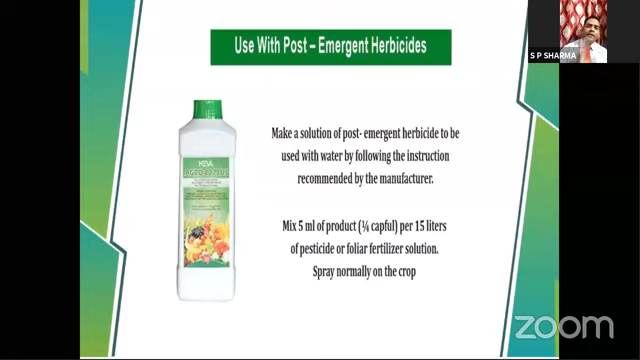 Use With Post – Emergent Herbicides
S P SHARMA
Make a solution of post- emergent herbicide to be
used with water by following the instruction
recommended by the manufacturer.
KEVA
Mix 5 ml of product (¼ capful) per 15 liters
of pesticide or foliar fertilizer solution.
Spray normally on the crop
zoom